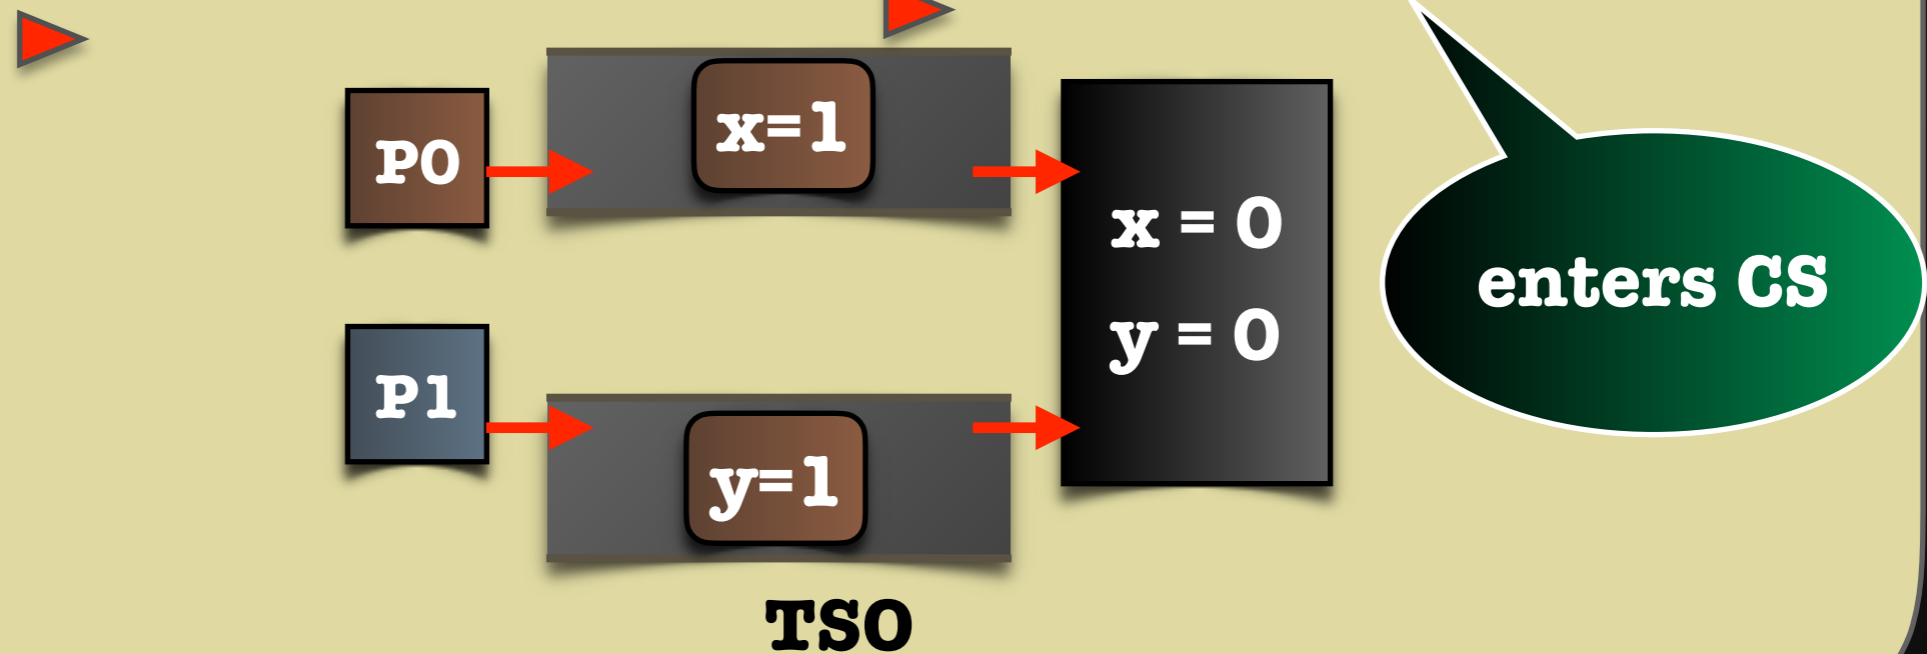 P0
x=1
x = 0
y = 0
enters CS
P1
y=1
TSO